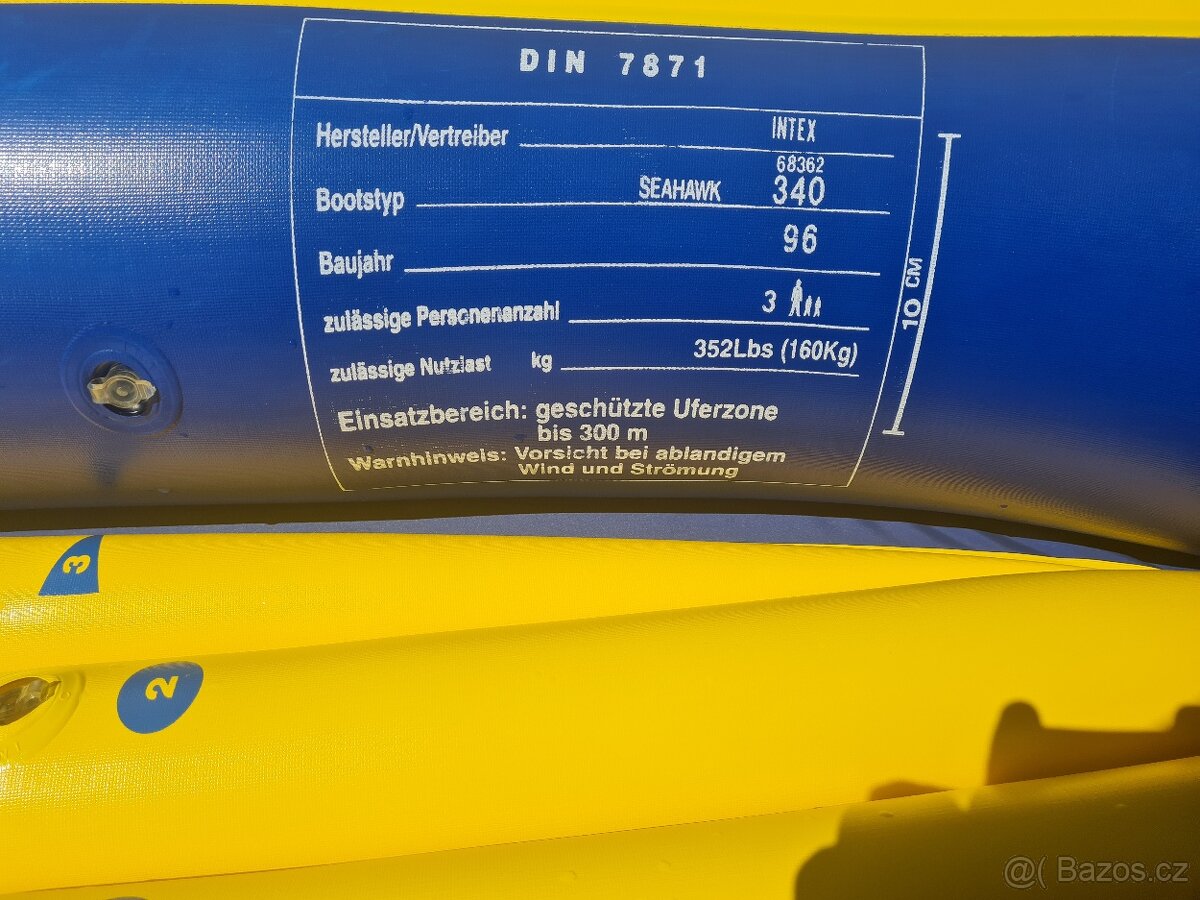 DIN 7871
Hersteller/Vertreiber INTEX
68362
Bootstyp SEAHAWK 340
Baujahr 96
zulässige Personenanzahl 3
zulässige Nutzlast kg 352Lbs (160Kg)
Einsatzbereich: geschützte Uferzone
bis 300 m
Warnhinweis: Vorsicht bei ablandigem
Wind und Strömung
10 CM
3
2
@( Bazos.cz